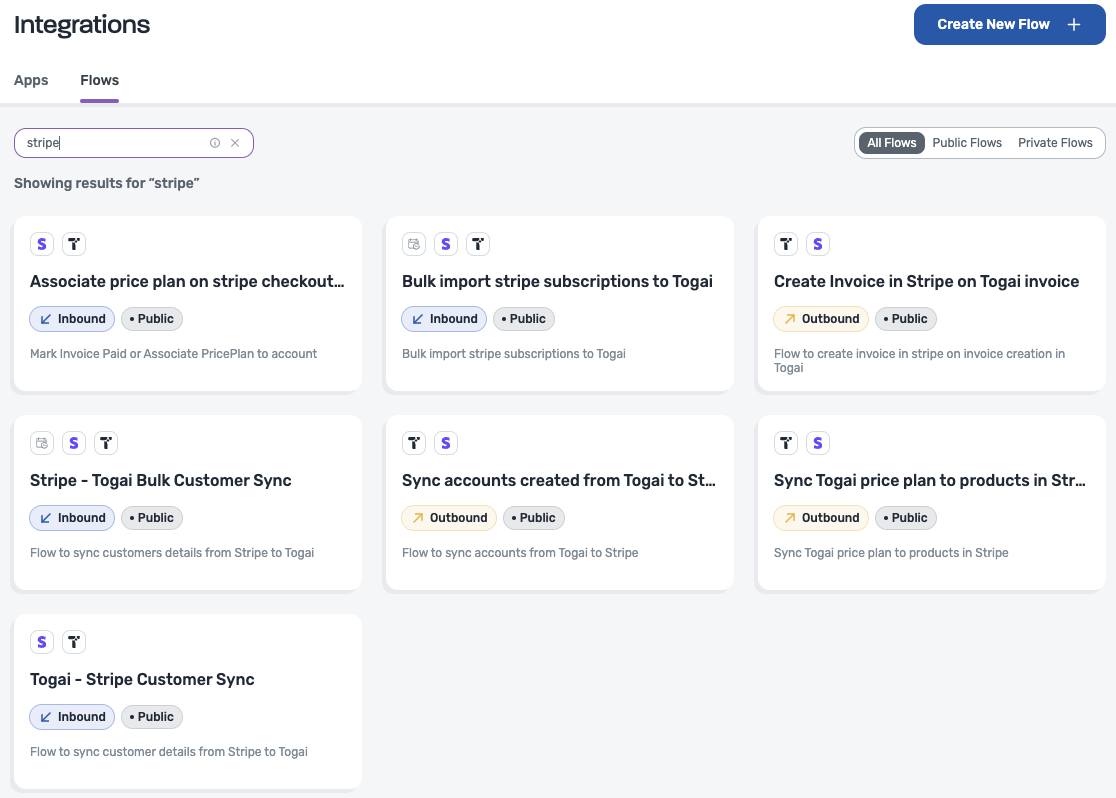 Integrations
Create New Flow
Apps
Flows
stripe
All Flows
Public Flows
Private Flows
Showing results for “stripe”
S T
Associate price plan on stripe checkout...
Inbound
• Public
Mark Invoice Paid or Associate PricePlan to account
S T
Bulk import stripe subscriptions to Togai
Inbound
• Public
Bulk import stripe subscriptions to Togai
T S
Create Invoice in Stripe on Togai invoice
Outbound
• Public
Flow to create invoice in stripe on invoice creation in
Togai
S T
Stripe - Togai Bulk Customer Sync
Inbound
• Public
Flow to sync customers details from Stripe to Togai
T S
Sync accounts created from Togai to St...
Outbound
• Public
Flow to sync accounts from Togai to Stripe
T S
Sync Togai price plan to products in Str...
Outbound
• Public
Sync Togai price plan to products in Stripe
S T
Togai - Stripe Customer Sync
Inbound
• Public
Flow to sync customer details from Stripe to Togai